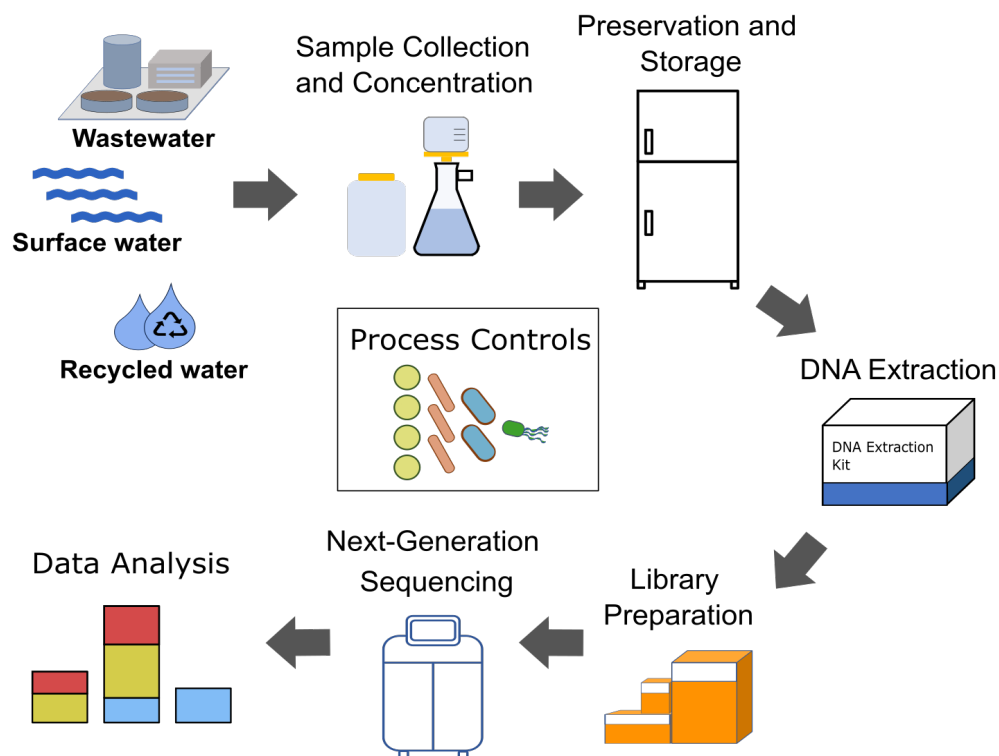 Wastewater
Surface water
Recycled water
Sample Collection
and Concentration
Preservation and
Storage
DNA Extraction
DNA Extraction
Kit
Library
Preparation
Next-Generation
Sequencing
Data Analysis
Process Controls